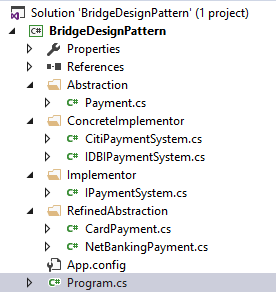 Solution 'BridgeDesignPattern' (1 project)
C# BridgeDesignPattern
Properties
References
Abstraction
C# Payment.cs
ConcreteImplementor
C# CitiPaymentSystem.cs
C# IDBIPaymentSystem.cs
Implementor
C# IPaymentSystem.cs
RefinedAbstraction
C# CardPayment.cs
C# NetBankingPayment.cs
App.config
C# Program.cs